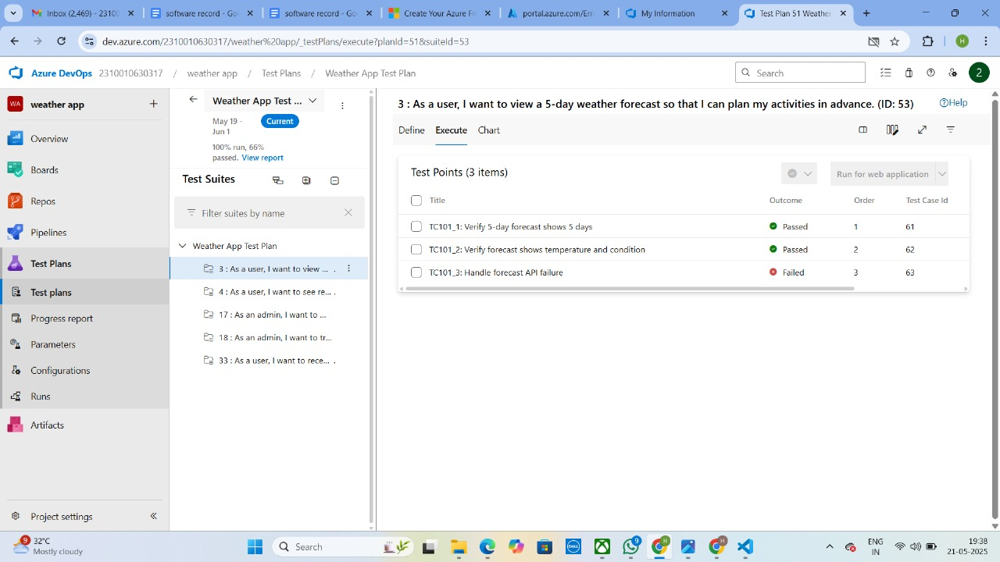 Inbox (2,469) - 2310(
software record - Go
software record - Go
Create Your Azure Fr
portal.azure.com/Err
My Information
Test Plan 51 Weather
dev.azure.com/2310010630317/weather%20app/_testPlans/execute?planId=51&suiteId=53
H
Azure DevOps 2310010630317 / weather app / Test Plans / Weather App Test Plan
Search
2
WA weather app
Overview
Boards
Repos
Pipelines
Test Plans
Test plans
Progress report
Parameters
Configurations
Runs
Artifacts
Project settings
Weather App Test ...
May 19 - Current
Jun 1
100% run, 66%
passed. View report
Test Suites
Filter suites by name
Weather App Test Plan
3 : As a user, I want to view ... .
4 : As a user, I want to see re... .
17 : As an admin, I want to ...
18 : As an admin, I want to tr...
33 : As a user, I want to rece... .
3 : As a user, I want to view a 5-day weather forecast so that I can plan my activities in advance. (ID: 53)
Help
Define Execute Chart
Test Points (3 items)
Run for web application
Title Outcome Order Test Case Id
TC101_1: Verify 5-day forecast shows 5 days Passed 1 61
TC101_2: Verify forecast shows temperature and condition Passed 2 62
TC101_3: Handle forecast API failure Failed 3 63
9
32°C
Mostly cloudy
Search
DELL
9
H
H
ENG
IN
19:38
21-05-2025